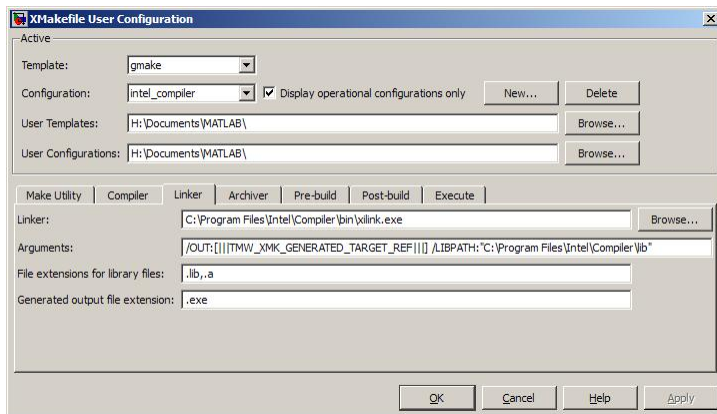 XMakefile User Configuration
Active
Template: gmake
Configuration: intel_compiler Display operational configurations only New... Delete
User Templates: H:\Documents\MATLAB\ Browse...
User Configurations: H:\Documents\MATLAB\ Browse...
Make Utility Compiler Linker Archiver Pre-build Post-build Execute
Linker: C:\Program Files\Intel\Compiler\bin\xilink.exe Browse...
Arguments: /OUT:[|||TMW_XMK_GENERATED_TARGET_REF|||] /LIBPATH:"C:\Program Files\Intel\Compiler\lib"
File extensions for library files: .lib,.a
Generated output file extension: .exe
OK Cancel Help Apply